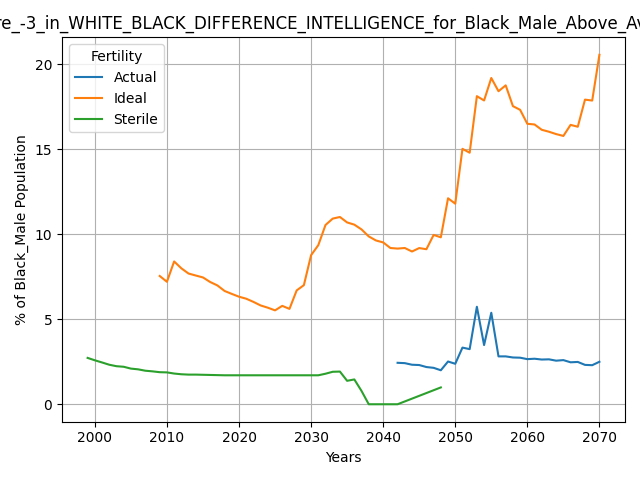 re_-3_in_WHITE_BLACK_DIFFERENCE_INTELLIGENCE_for_Black_Male_Above_Av
Fertility
Actual
Ideal
Sterile
% of Black_Male Population
20
15
10
5
0
2000 2010 2020 2030 2040 2050 2060 2070
Years